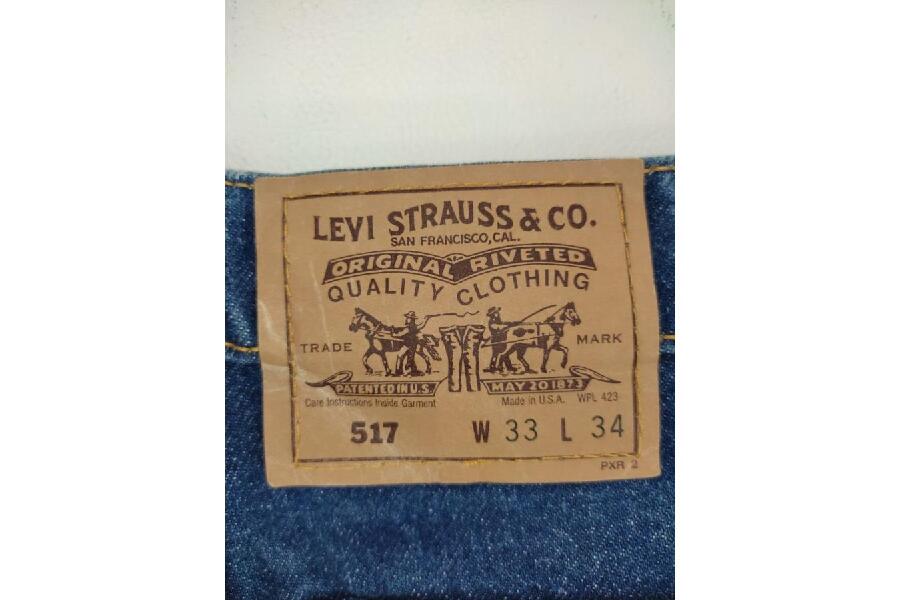 LEVI STRAUSS & CO.
SAN FRANCISCO, CAL.
ORIGINAL RIVETED
QUALITY CLOTHING
TRADE MARK
PATENTED IN U.S. MAY 20 1873
Care Instructions Inside Garment Made in U.S.A. WPL 423
517 W 33 L 34
PXR 2